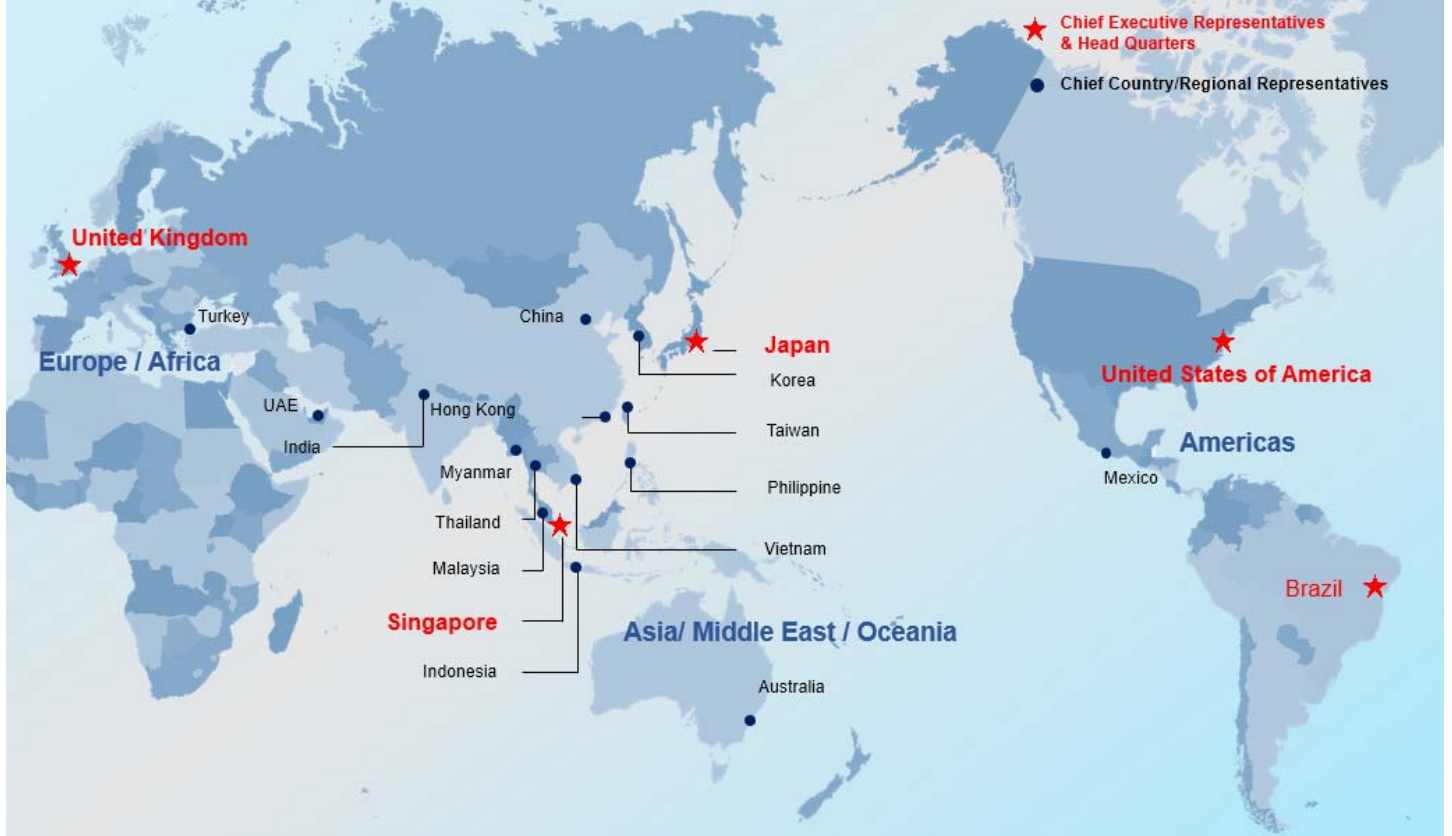 Chief Executive Representatives
& Head Quarters
Chief Country/Regional Representatives
United Kingdom
Turkey
Europe / Africa
China
Japan
Korea
UAE
Hong Kong
India
Taiwan
Myanmar
Philippine
Thailand
Vietnam
Malaysia
Singapore
Asia/ Middle East / Oceania
Indonesia
Australia
United States of America
Americas
Mexico
Brazil